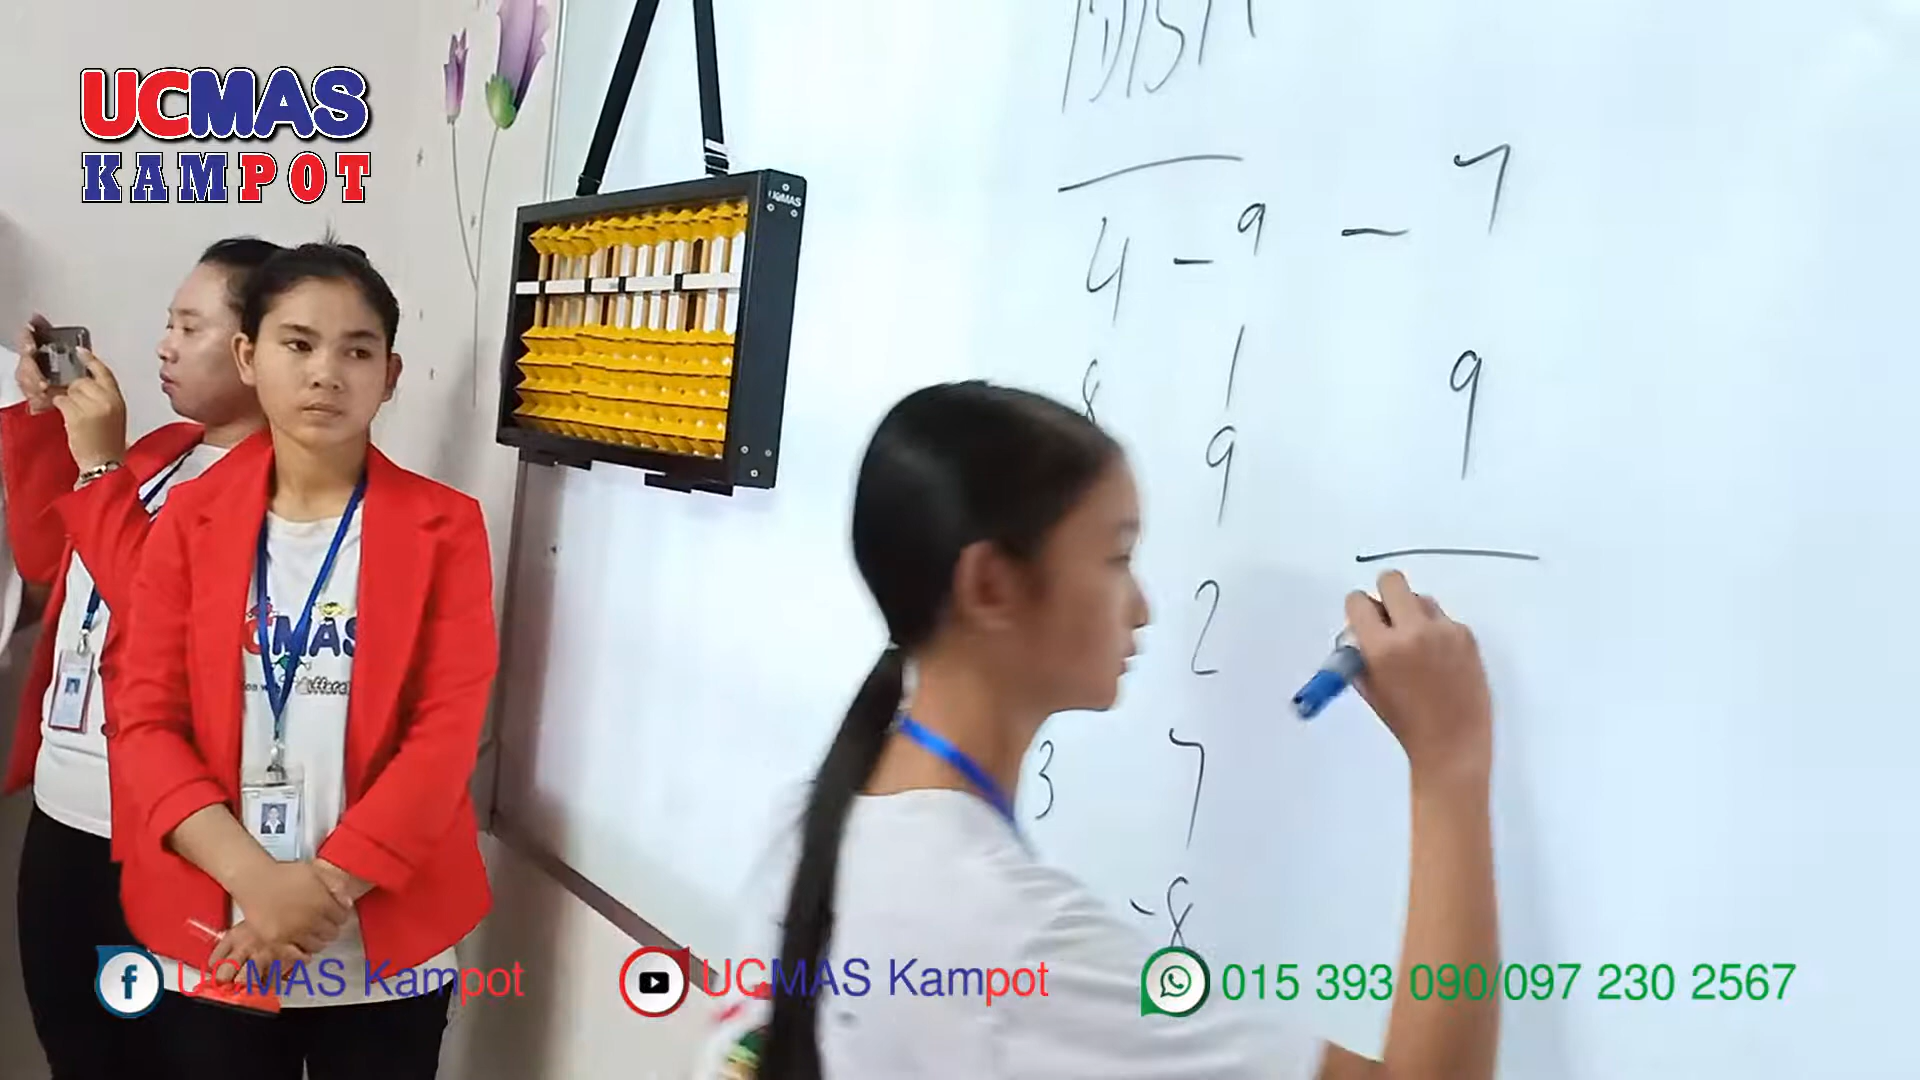 UCMAS
KAMPOT
UCMAS
4 -9 -7
8 1 9
9
2
3 7
-8
UCMAS
UCMAS Kampot
UCMAS Kampot
015 393 090/097 230 2567